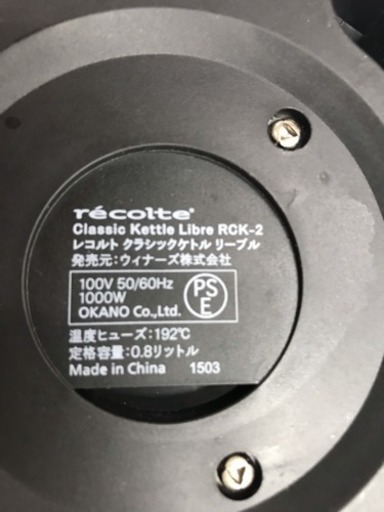 récolte®
Classic Kettle Libre RCK-2
レコルト クラシックケトル リーブル
発売元：ウィナーズ株式会社
100V 50/60Hz
1000W
OKANO Co.,Ltd.
PS
E
温度ヒューズ：192℃
定格容量：0.8リットル
Made in China 1503